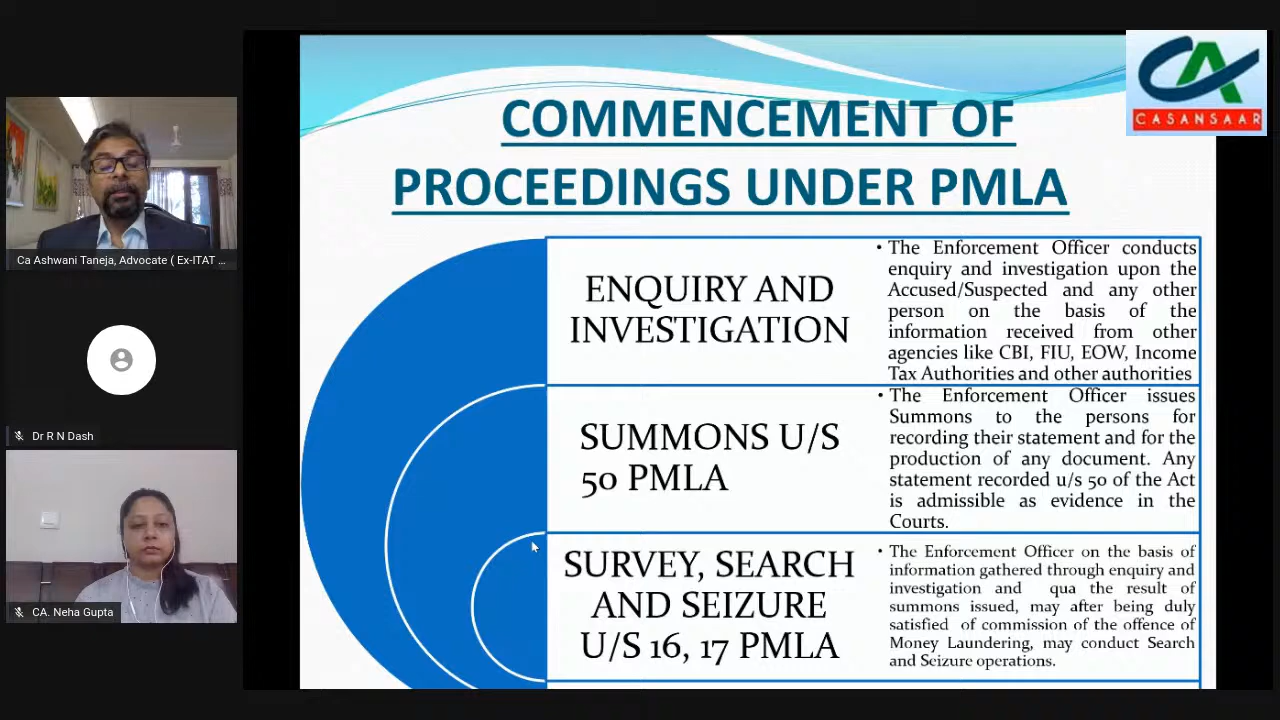 CASANSAAR
COMMENCEMENT OF
PROCEEDINGS UNDER PMLA
Ca Ashwani Taneja, Advocate ( Ex-ITAT ...
Dr R N Dash
CA. Neha Gupta
ENQUIRY AND
INVESTIGATION
• The Enforcement Officer conducts
enquiry and investigation upon the
Accused/Suspected and any other
person on the basis of the
information received from other
agencies like CBI, FIU, EOW, Income
Tax Authorities and other authorities
SUMMONS U/S
50 PMLA
• The Enforcement Officer issues
Summons to the persons for
recording their statement and for the
production of any document. Any
statement recorded u/s 50 of the Act
is admissible as evidence in the
Courts.
SURVEY, SEARCH
AND SEIZURE
U/S 16, 17 PMLA
• The Enforcement Officer on the basis of
information gathered through enquiry and
investigation and qua the result of
summons issued, may after being duly
satisfied of commission of the offence of
Money Laundering, may conduct Search
and Seizure operations.